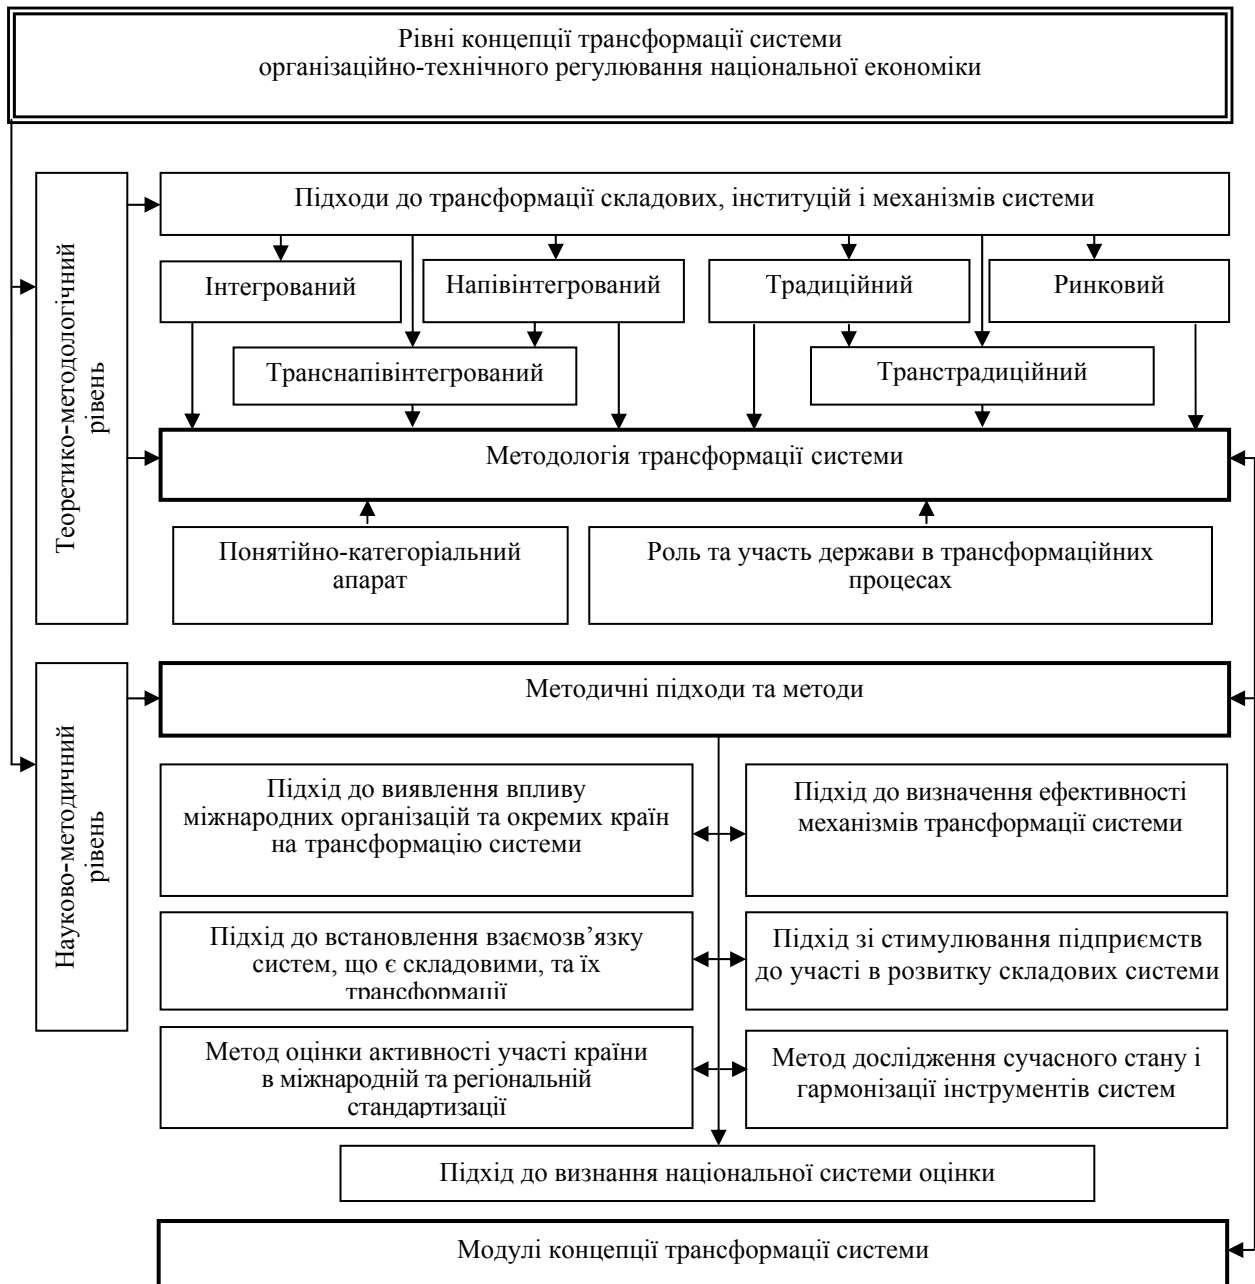 Рівні концепції трансформації системи
організаційно-технічного регулювання національної економіки
Теоретико-методологічний
рівень
Підходи до трансформації складових, інституцій і механізмів системи
Інтегрований
Напівінтегрований
Традиційний
Ринковий
Транснапівінтегрований
Транстрадиційний
Методологія трансформації системи
Понятійно-категоріальний
апарат
Роль та участь держави в трансформаційних
процесах
Науково-методичний
рівень
Методичні підходи та методи
Підхід до виявлення впливу
міжнародних організацій та окремих країн
на трансформацію системи
Підхід до визначення ефективності
механізмів трансформації системи
Підхід до встановлення взаємозв’язку
систем, що є складовими, та їх
трансформації
Підхід зі стимулювання підприємств
до участі в розвитку складових системи
Метод оцінки активності участі країни
в міжнародній та регіональній
стандартизації
Метод дослідження сучасного стану і
гармонізації інструментів систем
Підхід до визнання національної системи оцінки
Модулі концепції трансформації системи